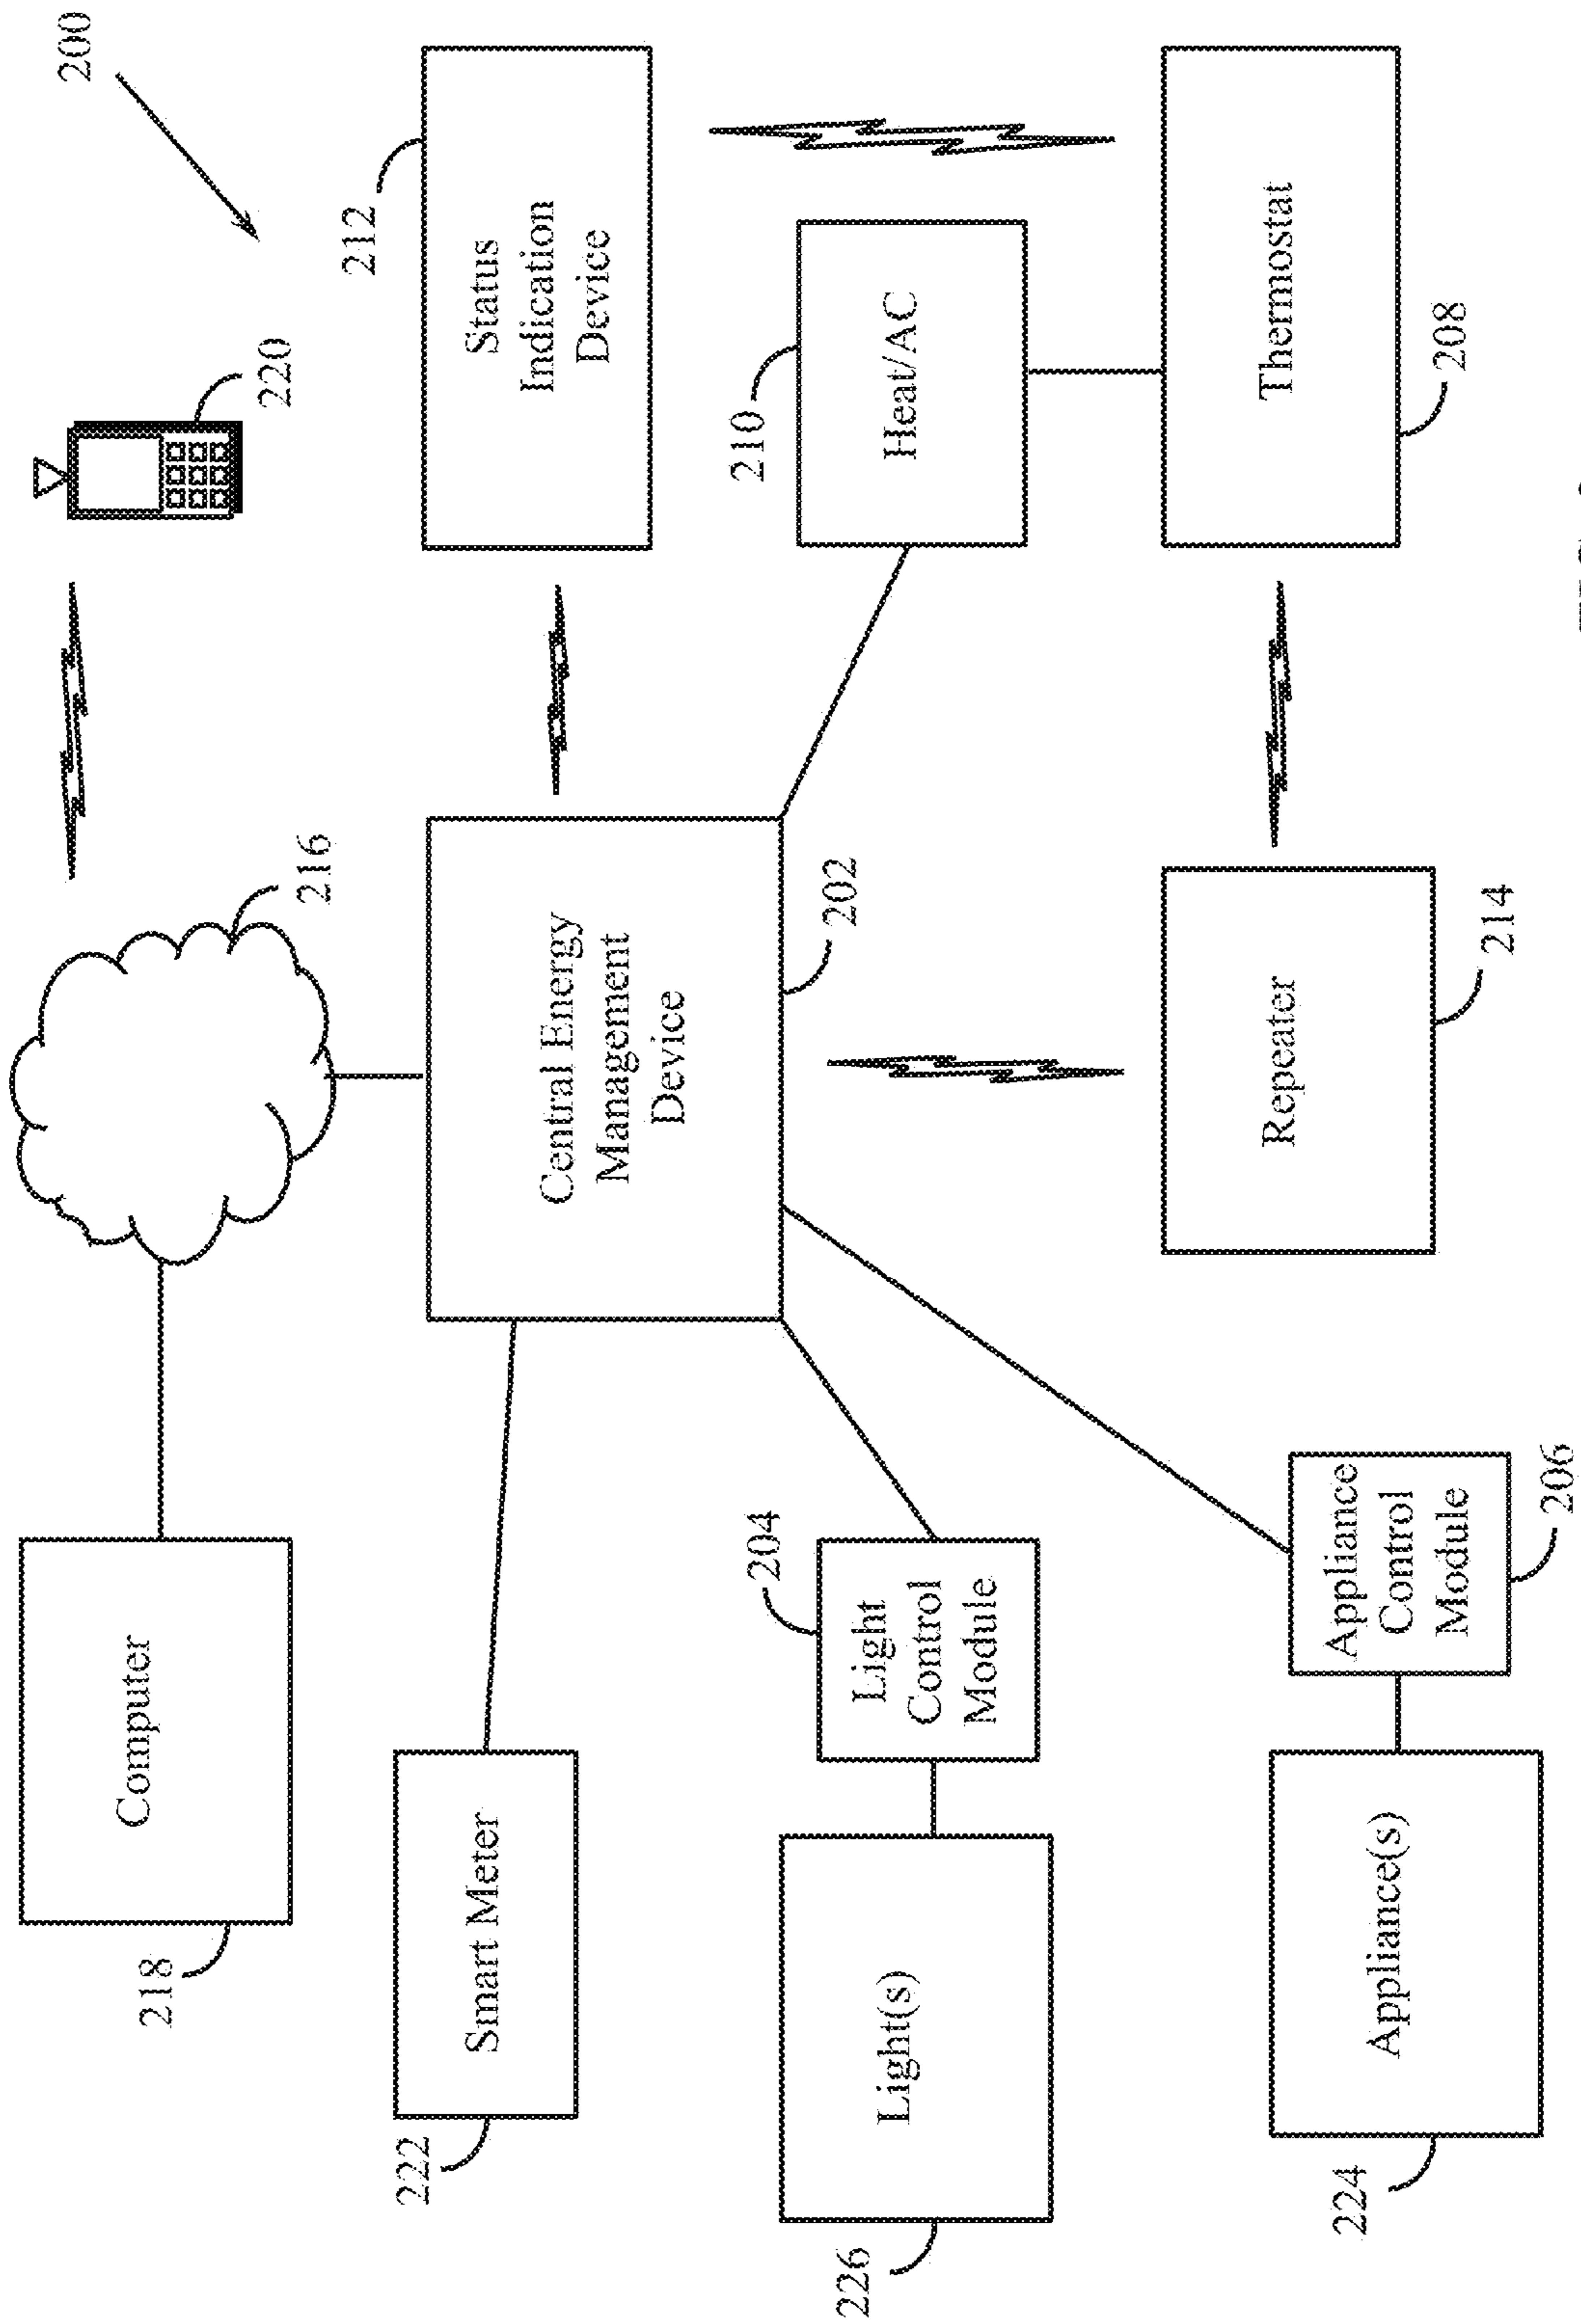 200
220
216
Computer
218
212
Status
Indication
Device
Central Energy
Management
Device
202
Smart Meter
222
210
Heat/AC
204
Light
Control
Module
Light(s)
226
Thermostat
208
Repeater
214
Appliance
Control
Module
206
Appliance(s)
224